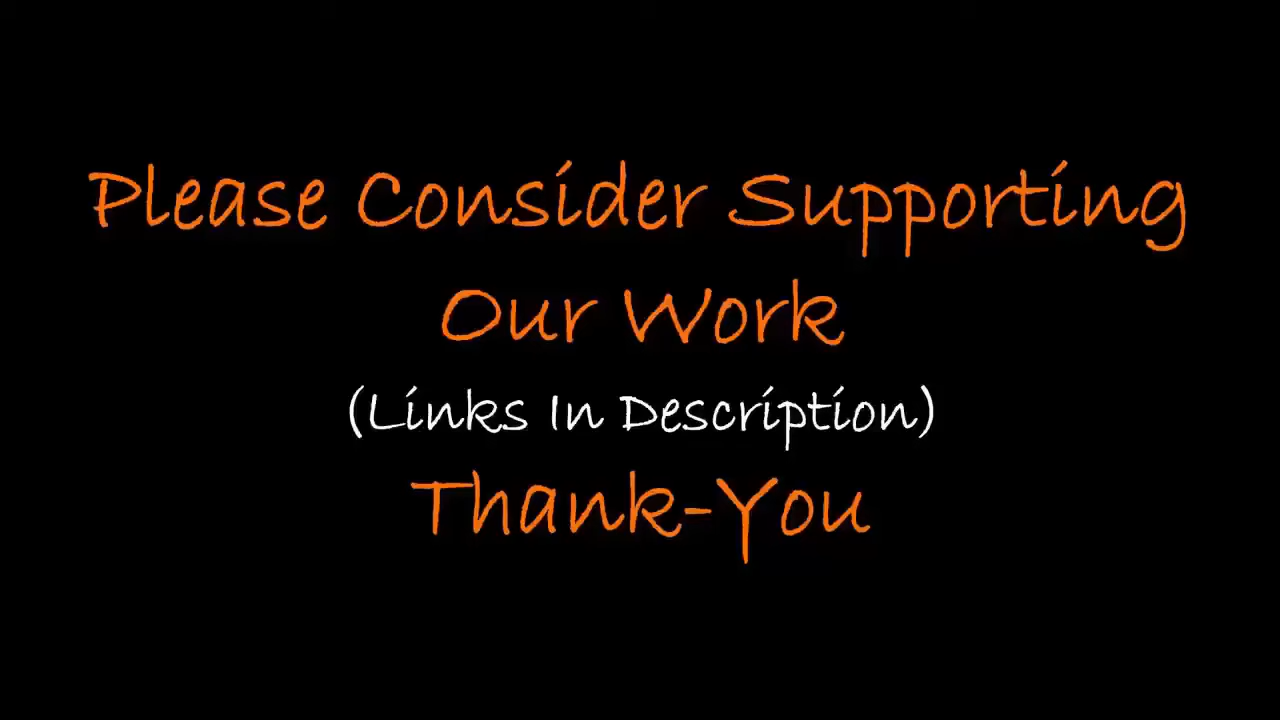 Please Consider Supporting
Our Work
(Links In Description)
Thank-You